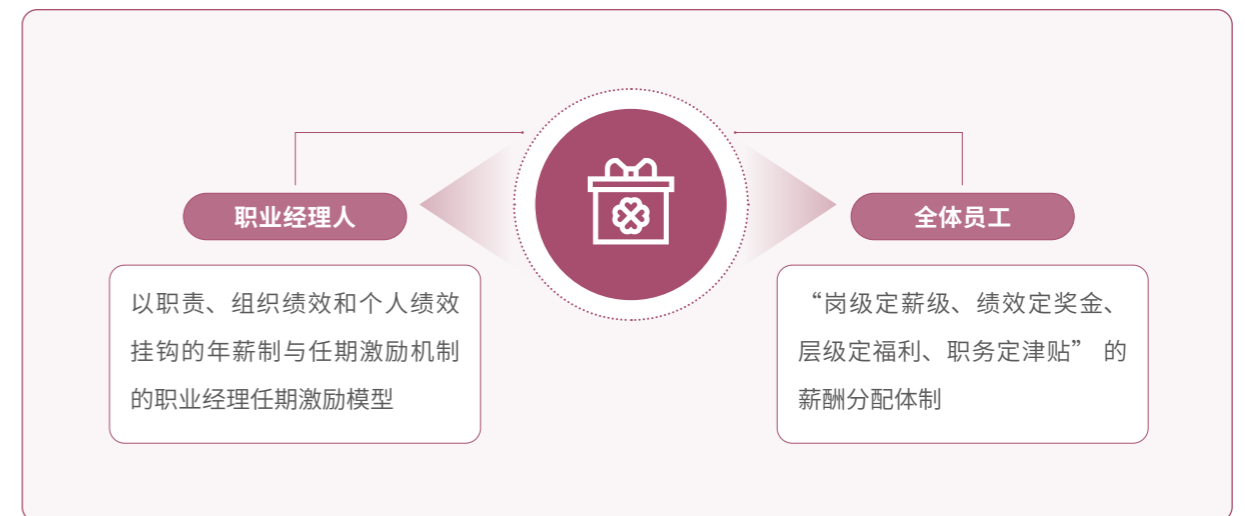 职业经理人
以职责、组织绩效和个人绩效
挂钩的年薪制与任期激励机制
的职业经理任期激励模型
全体员工
“岗级定薪级、绩效定奖金、
层级定福利、职务定津贴” 的
薪酬分配体制